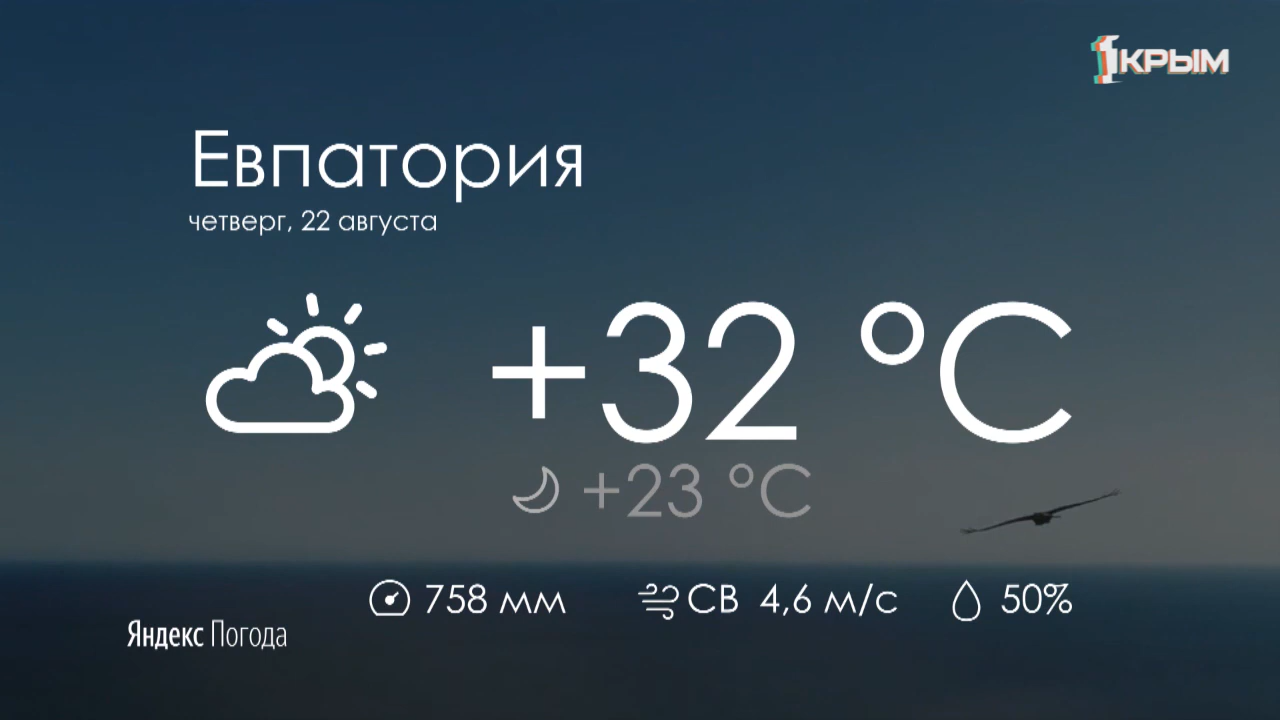 1КРЫМ
Евпатория
четверг, 22 августа
+32 °C
+23 °C
758 мм СВ 4,6 м/с 50%
Яндекс Погода